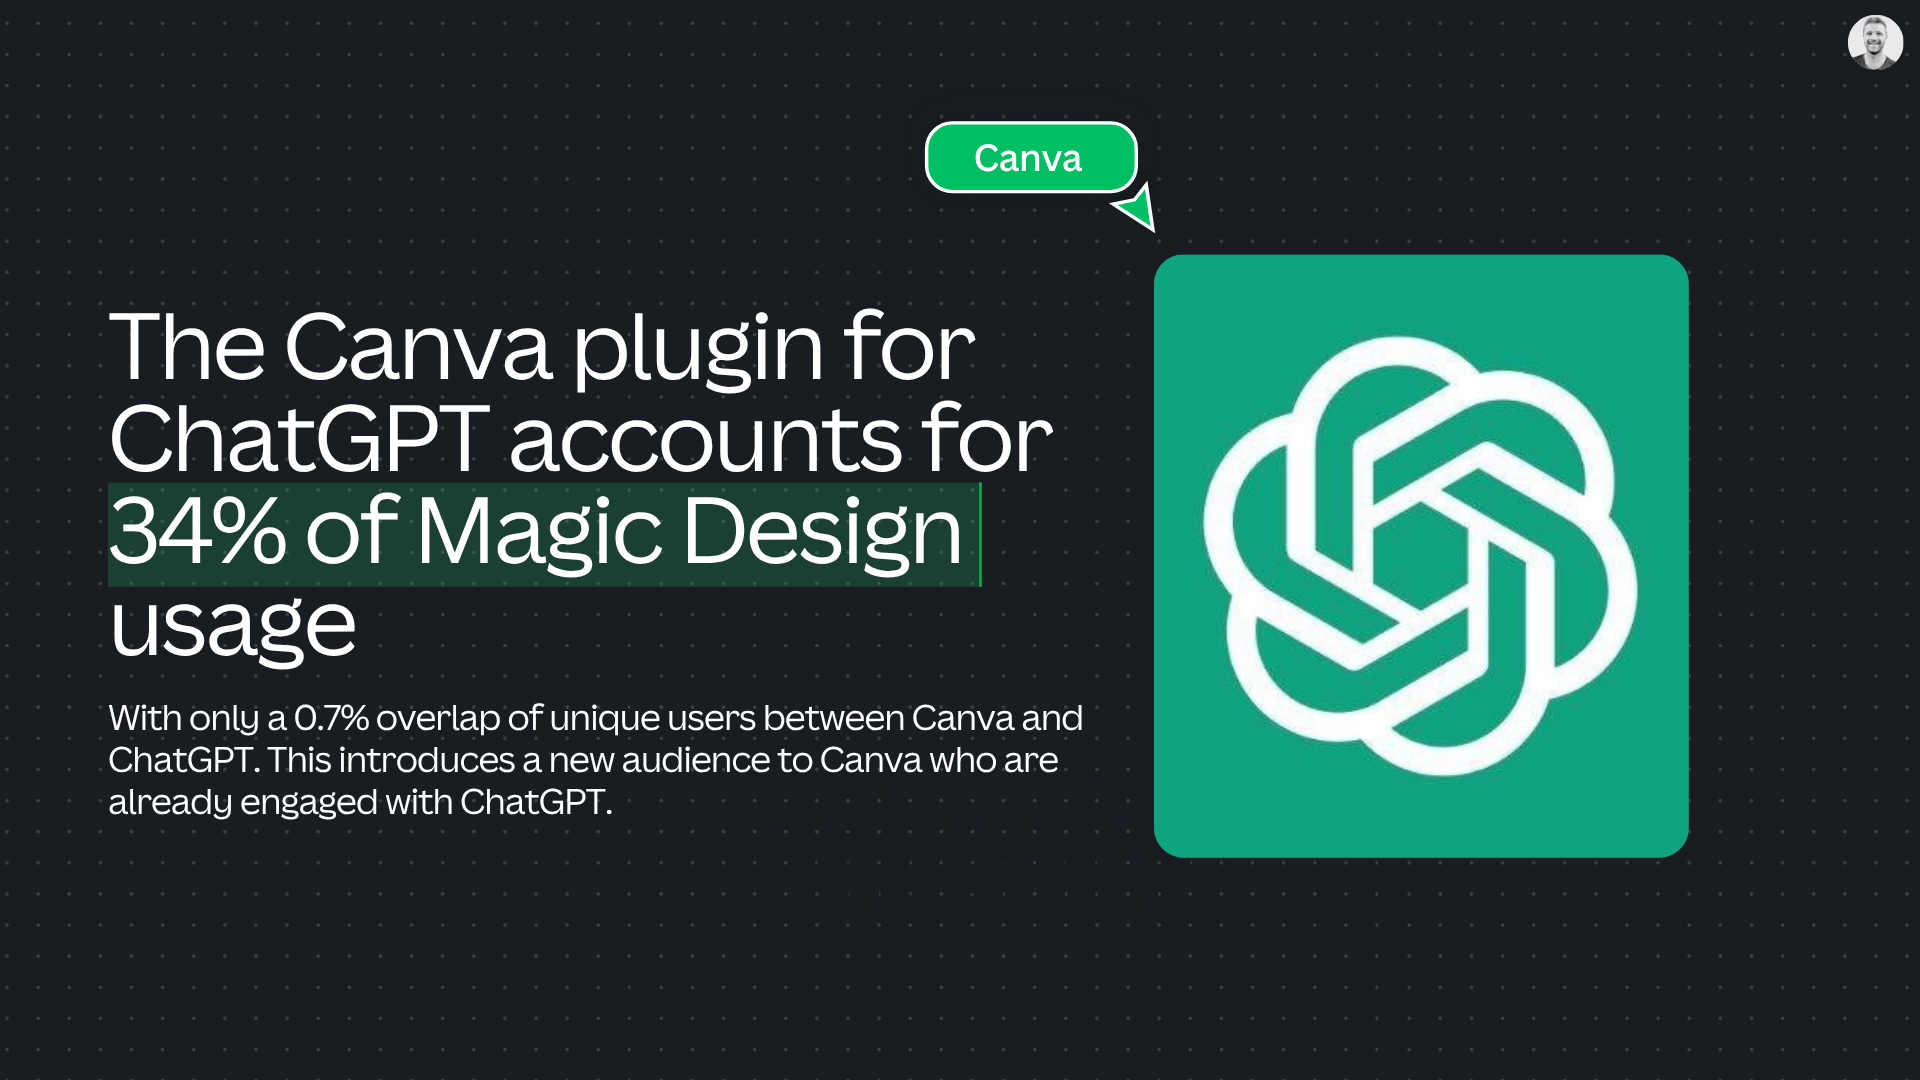 Canva
The Canva plugin for
ChatGPT accounts for
34% of Magic Design
usage
With only a 0.7% overlap of unique users between Canva and
ChatGPT. This introduces a new audience to Canva who are
already engaged with ChatGPT.